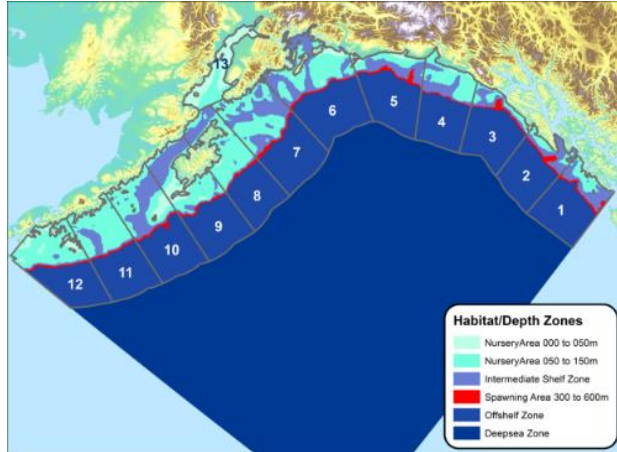 13
6
5
4
7
3
8
2
9
1
10
11
12
Habitat/Depth Zones
NurseryArea 000 to 050m
NurseryArea 050 to 150m
Intermediate Shelf Zone
Spawning Area 300 to 600m
Offshelf Zone
Deepsea Zone